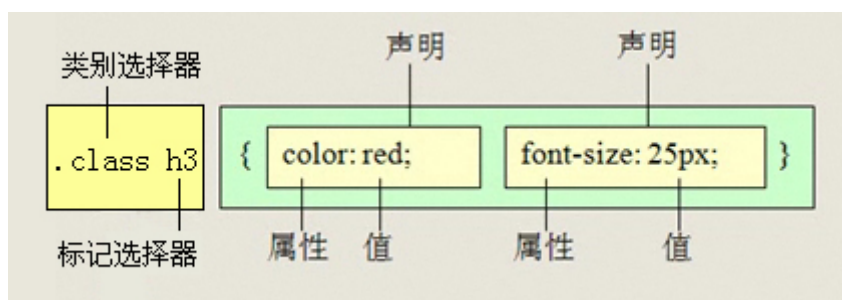 声明 声明
类别选择器
.class h3 { color: red; font-size: 25px; }
属性 值 属性 值
标记选择器